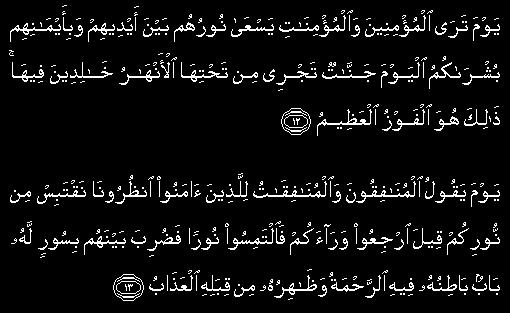 يَوْمَ تَرَى ٱلْمُؤْمِنِينَ وَٱلْمُؤْمِنَـٰتِ يَسْعَىٰ نُورُهُم بَيْنَ أَيْدِيهِمْ وَبِأَيْمَـٰنِهِم
بُشْرَىٰكُمُ ٱلْيَوْمَ جَنَّـٰتٌ تَجْرِى مِن تَحْتِهَا ٱلْأَنْهَـٰرُ خَـٰلِدِينَ فِيهَا ۚ
ذَٰلِكَ هُوَ ٱلْفَوْزُ ٱلْعَظِيمُ ١٢
يَوْمَ يَقُولُ ٱلْمُنَـٰفِقُونَ وَٱلْمُنَـٰفِقَـٰتُ لِلَّذِينَ ءَامَنُوا۟ ٱنظُرُونَا نَقْتَبِسْ مِن
نُّورِكُمْ قِيلَ ٱرْجِعُوا۟ وَرَآءَكُمْ فَٱلْتَمِسُوا۟ نُورًا فَضُرِبَ بَيْنَهُم بِسُورٍ لَّهُۥ
بَابٌۢ بَاطِنُهُۥ فِيهِ ٱلرَّحْمَةُ وَظَـٰهِرُهُۥ مِن قِبَلِهِ ٱلْعَذَابُ ١٣